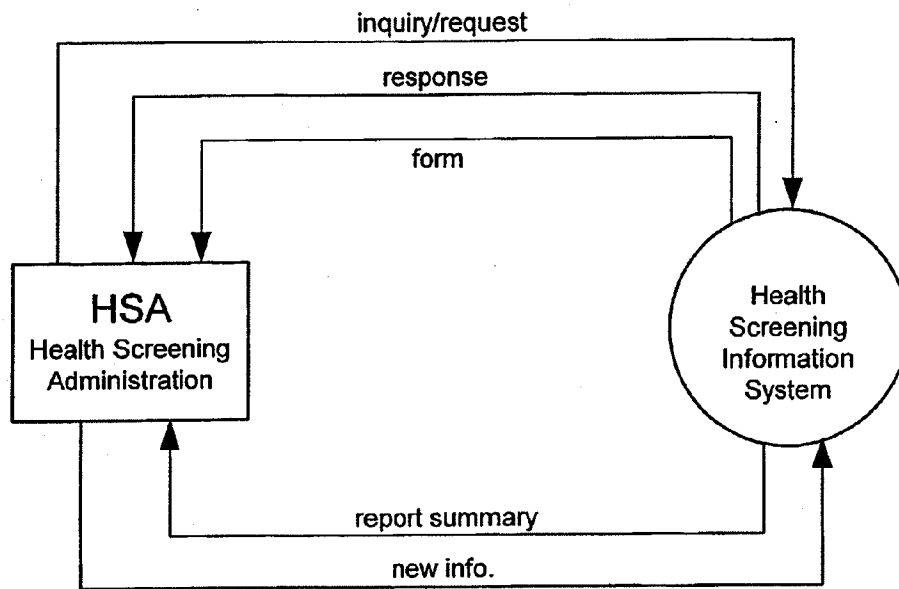 inquiry/request
response
form
HSA
Health Screening
Administration
Health
Screening
Information
System
report summary
new info.